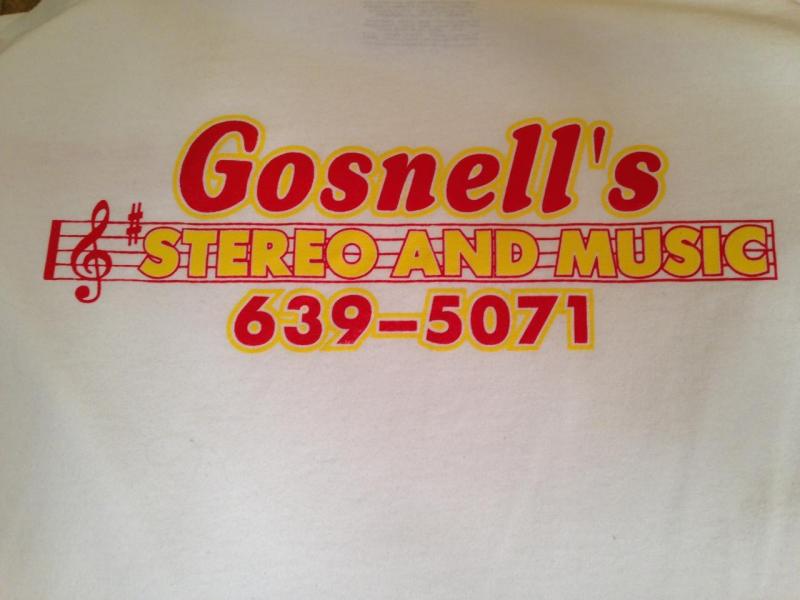 Gosnell's
STEREO AND MUSIC
639-5071